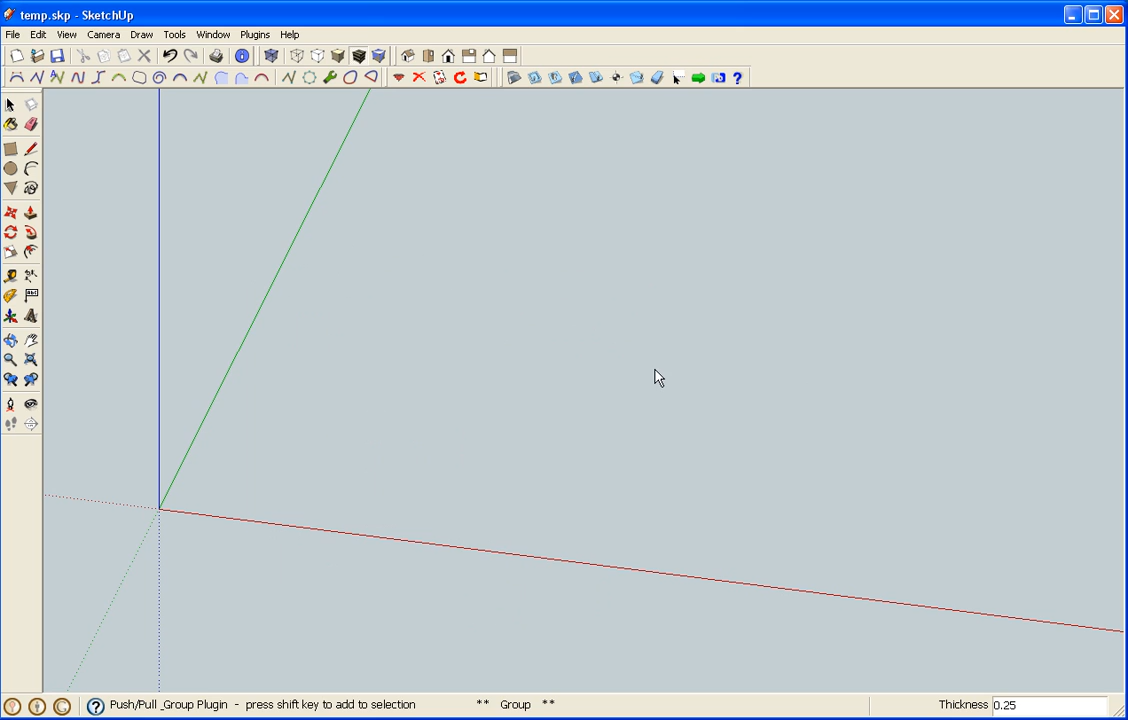 temp.skp - SketchUp
File Edit View Camera Draw Tools Window Plugins Help
Push/Pull _Group Plugin - press shift key to add to selection ** Group ** Thickness 0.25